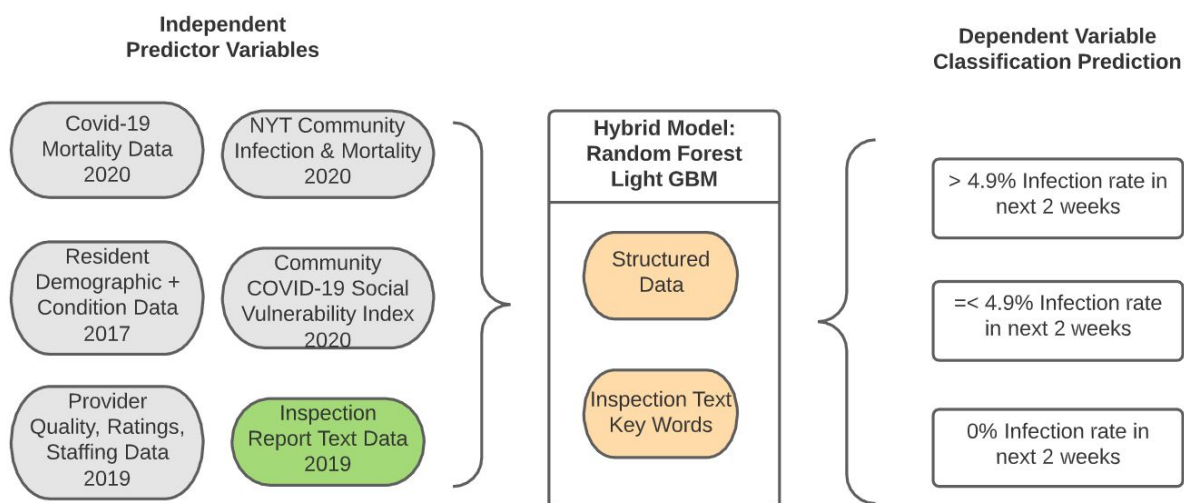 Independent
Predictor Variables
Covid-19
Mortality Data
2020
NYT Community
Infection & Mortality
2020
Resident
Demographic +
Condition Data
2017
Community
COVID-19 Social
Vulnerability Index
2020
Provider
Quality, Ratings,
Staffing Data
2019
Inspection
Report Text Data
2019
Hybrid Model:
Random Forest
Light GBM
Structured
Data
Inspection Text
Key Words
Dependent Variable
Classification Prediction
> 4.9% Infection rate in
next 2 weeks
=< 4.9% Infection rate
in next 2 weeks
0% Infection rate in
next 2 weeks